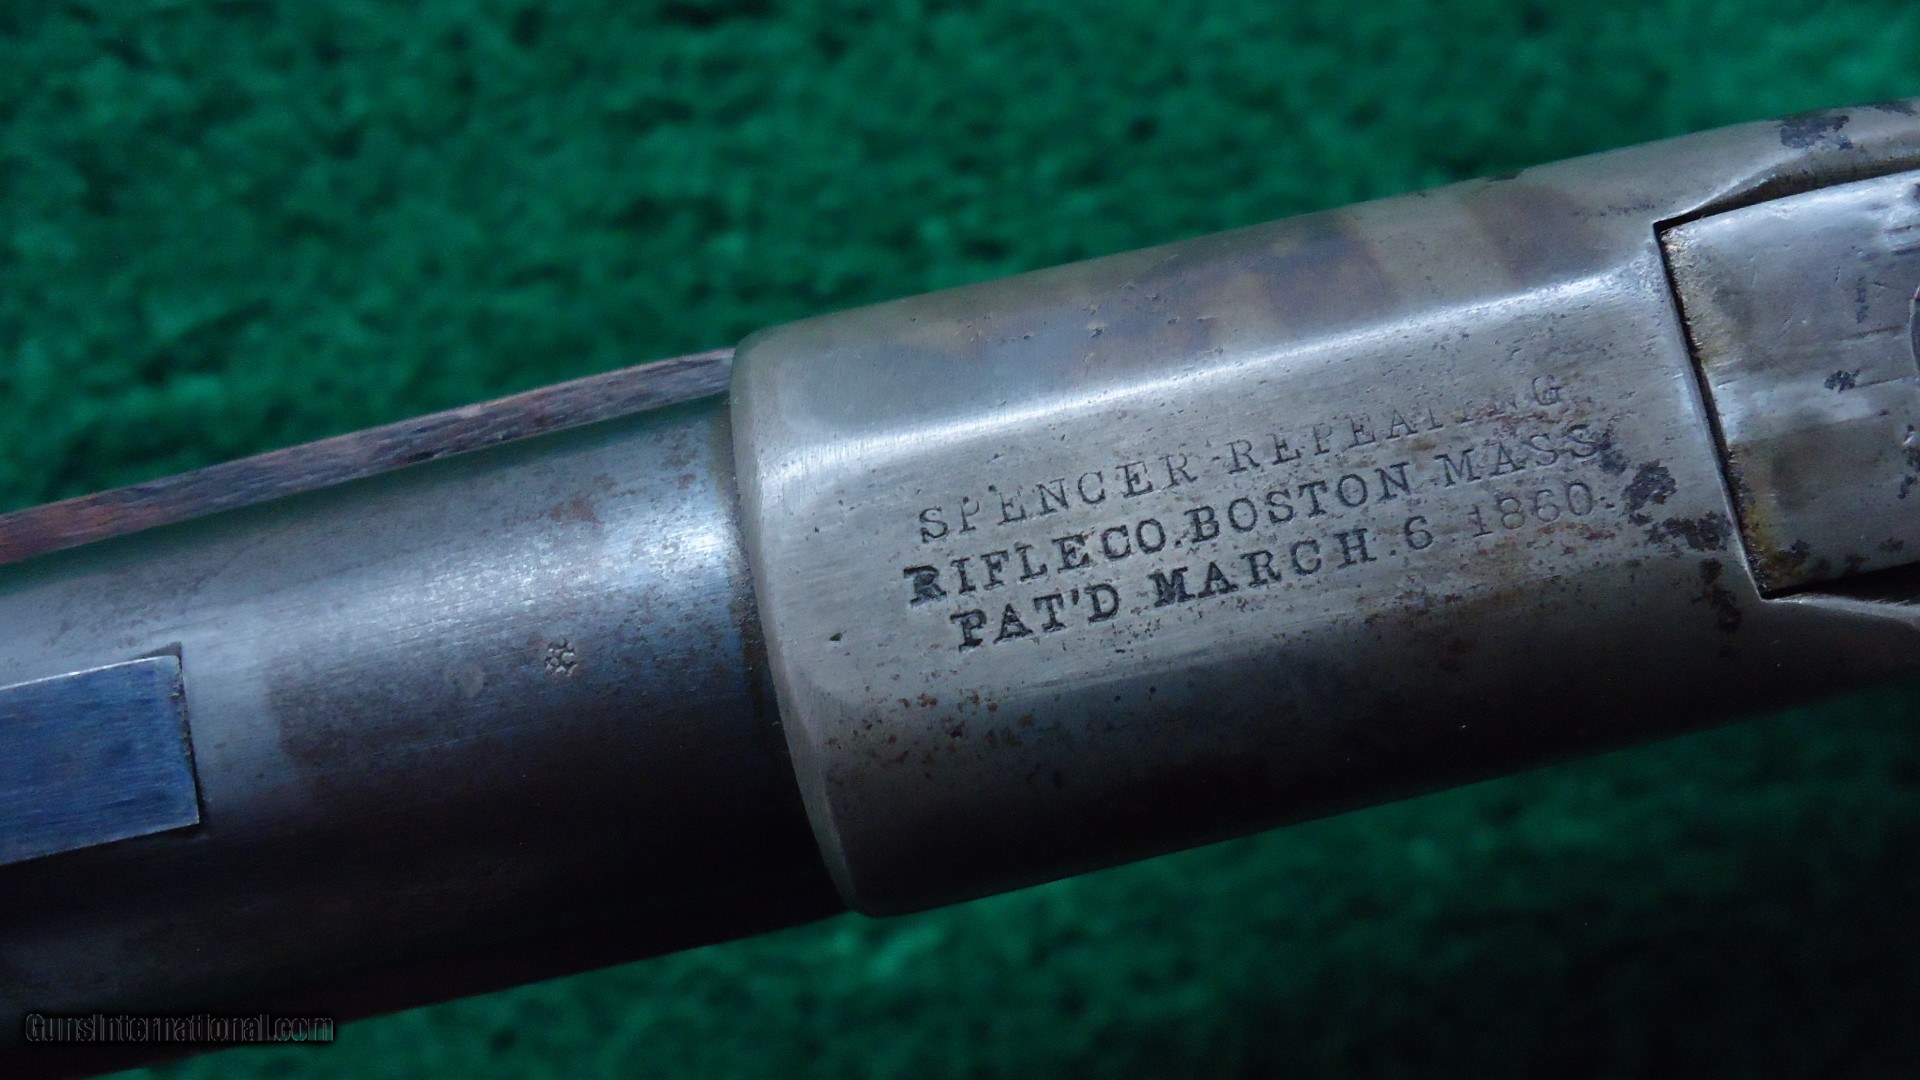 SPENCER REPEATING
RIFLE CO. BOSTON MASS
PAT'D MARCH. 6 1860.
GunsInternational.com